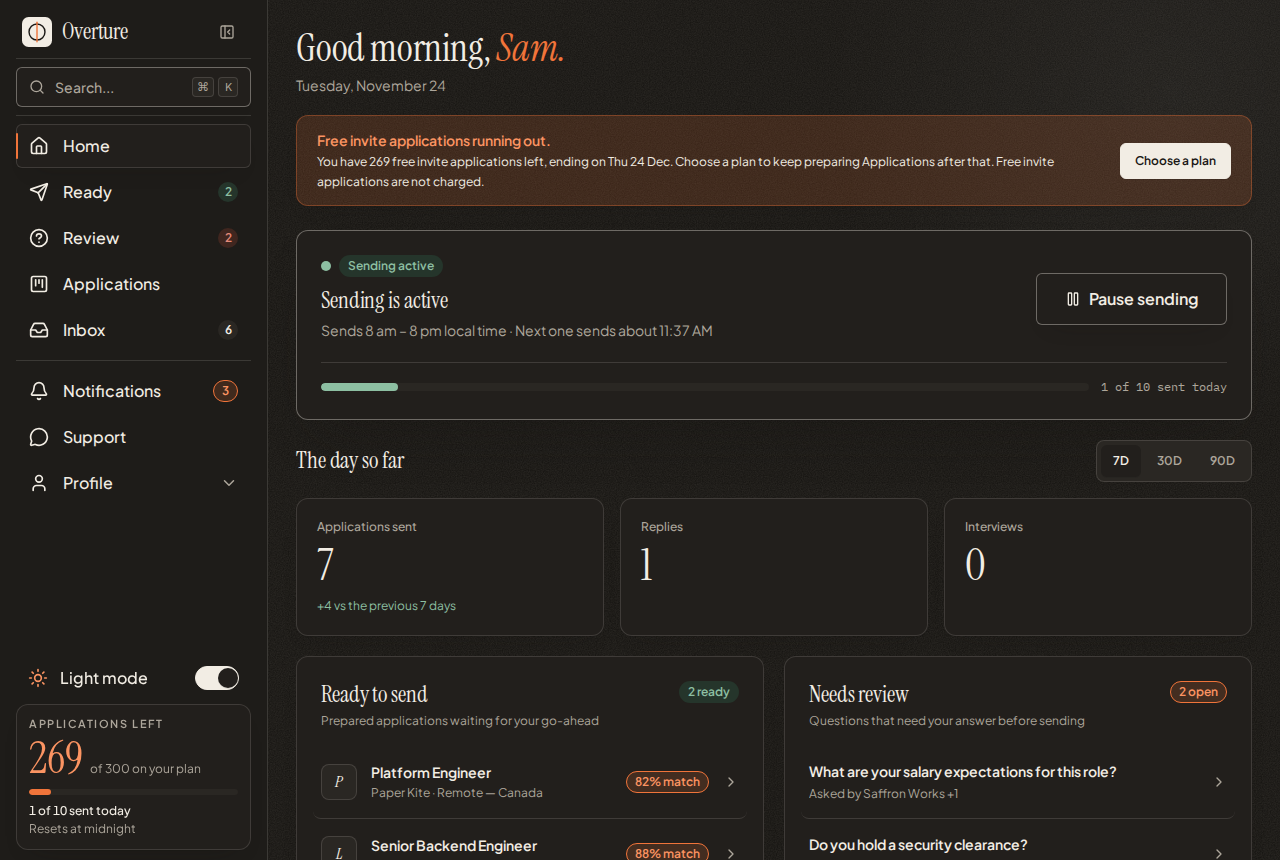 Overture
Search... ⌘ K
Home
Ready 2
Review 2
Applications
Inbox 6
Notifications 3
Support
Profile
Light mode
APPLICATIONS LEFT
269 of 300 on your plan
1 of 10 sent today
Resets at midnight
Good morning, Sam.
Tuesday, November 24
Free invite applications running out.
You have 269 free invite applications left, ending on Thu 24 Dec. Choose a plan to keep preparing Applications after that. Free invite
applications are not charged.
Choose a plan
Sending active
Sending is active
Sends 8 am – 8 pm local time · Next one sends about 11:37 AM
Pause sending
1 of 10 sent today
The day so far
7D 30D 90D
Applications sent
7
+4 vs the previous 7 days
Replies
1
Interviews
0
Ready to send
2 ready
Prepared applications waiting for your go-ahead
P
Platform Engineer
Paper Kite · Remote — Canada
82% match
L
Senior Backend Engineer
88% match
Needs review
2 open
Questions that need your answer before sending
What are your salary expectations for this role?
Asked by Saffron Works +1
Do you hold a security clearance?